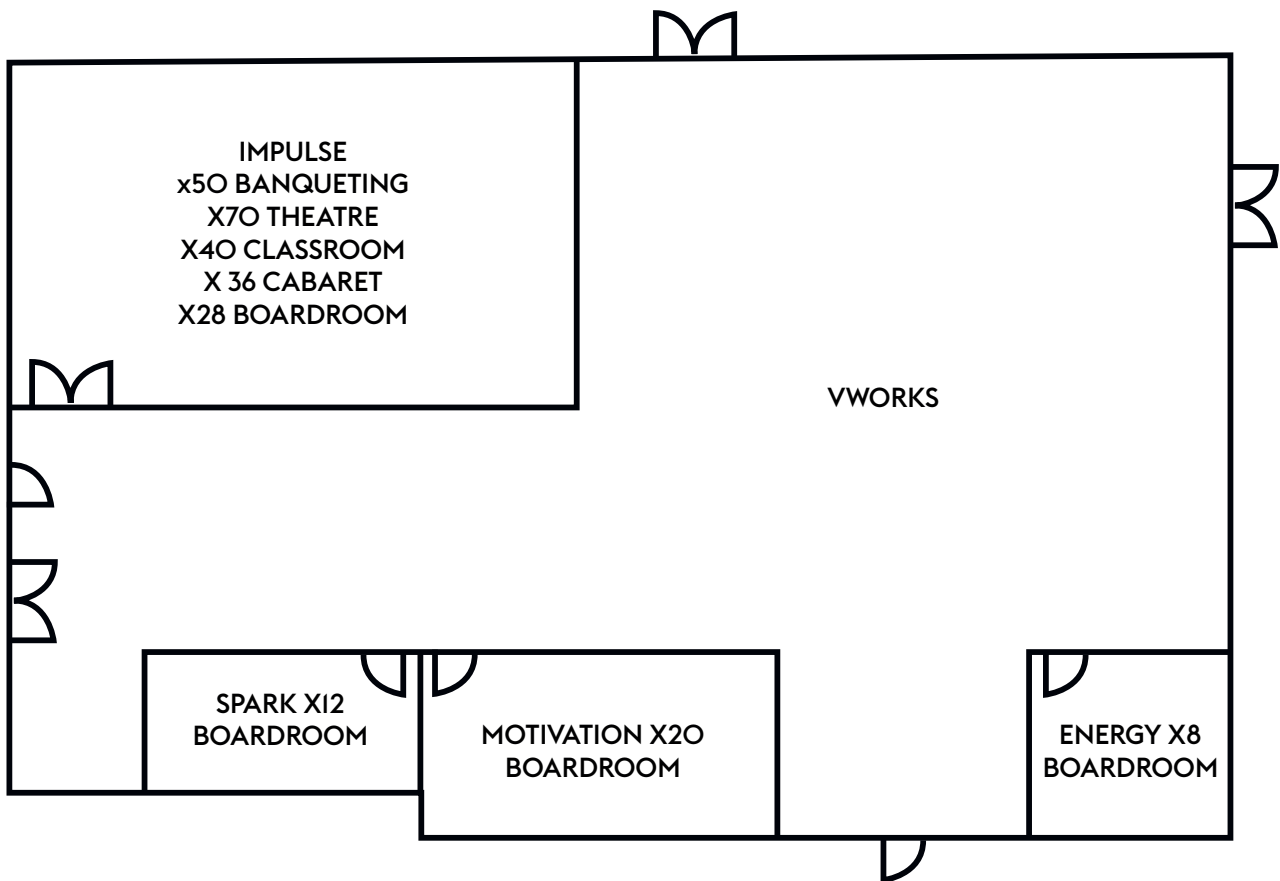 IMPULSE
x50 BANQUETING
X70 THEATRE
X40 CLASSROOM
X 36 CABARET
X28 BOARDROOM
VWORKS
SPARK X12
BOARDROOM
MOTIVATION X20
BOARDROOM
ENERGY X8
BOARDROOM